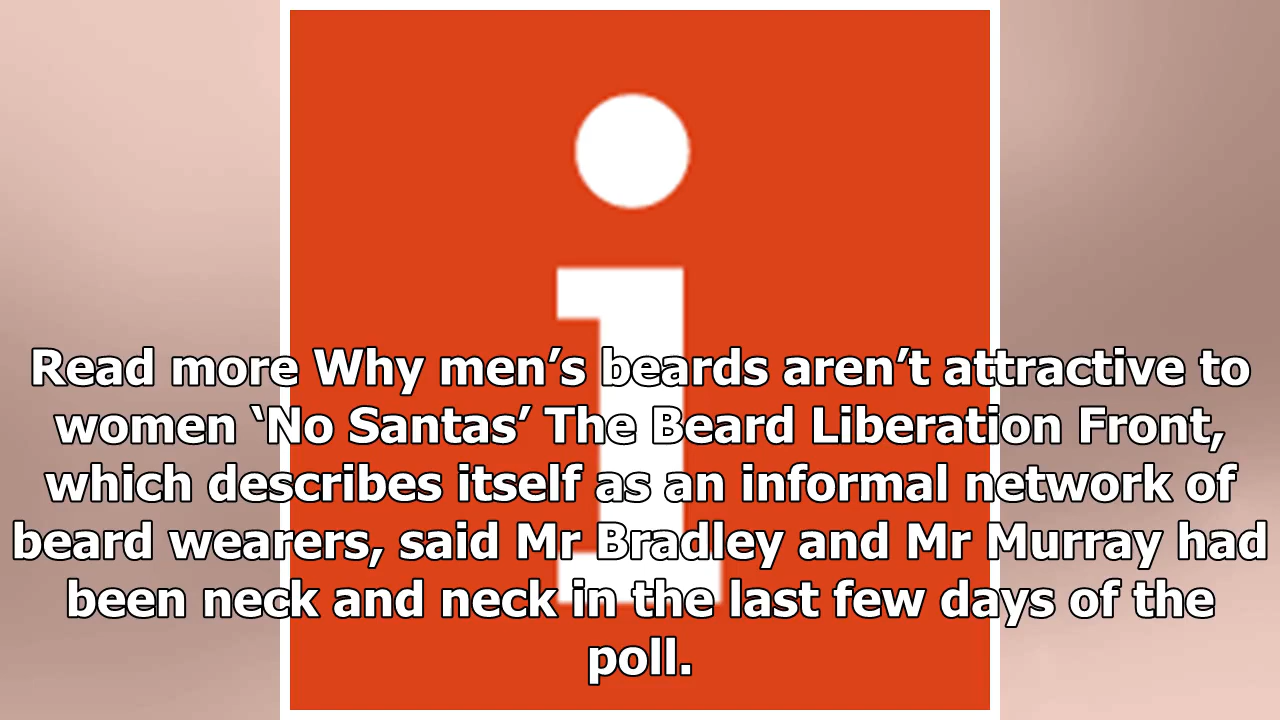 i
Read more Why men’s beards aren’t attractive to
women ‘No Santas’ The Beard Liberation Front,
which describes itself as an informal network of
beard wearers, said Mr Bradley and Mr Murray had
been neck and neck in the last few days of the
poll.